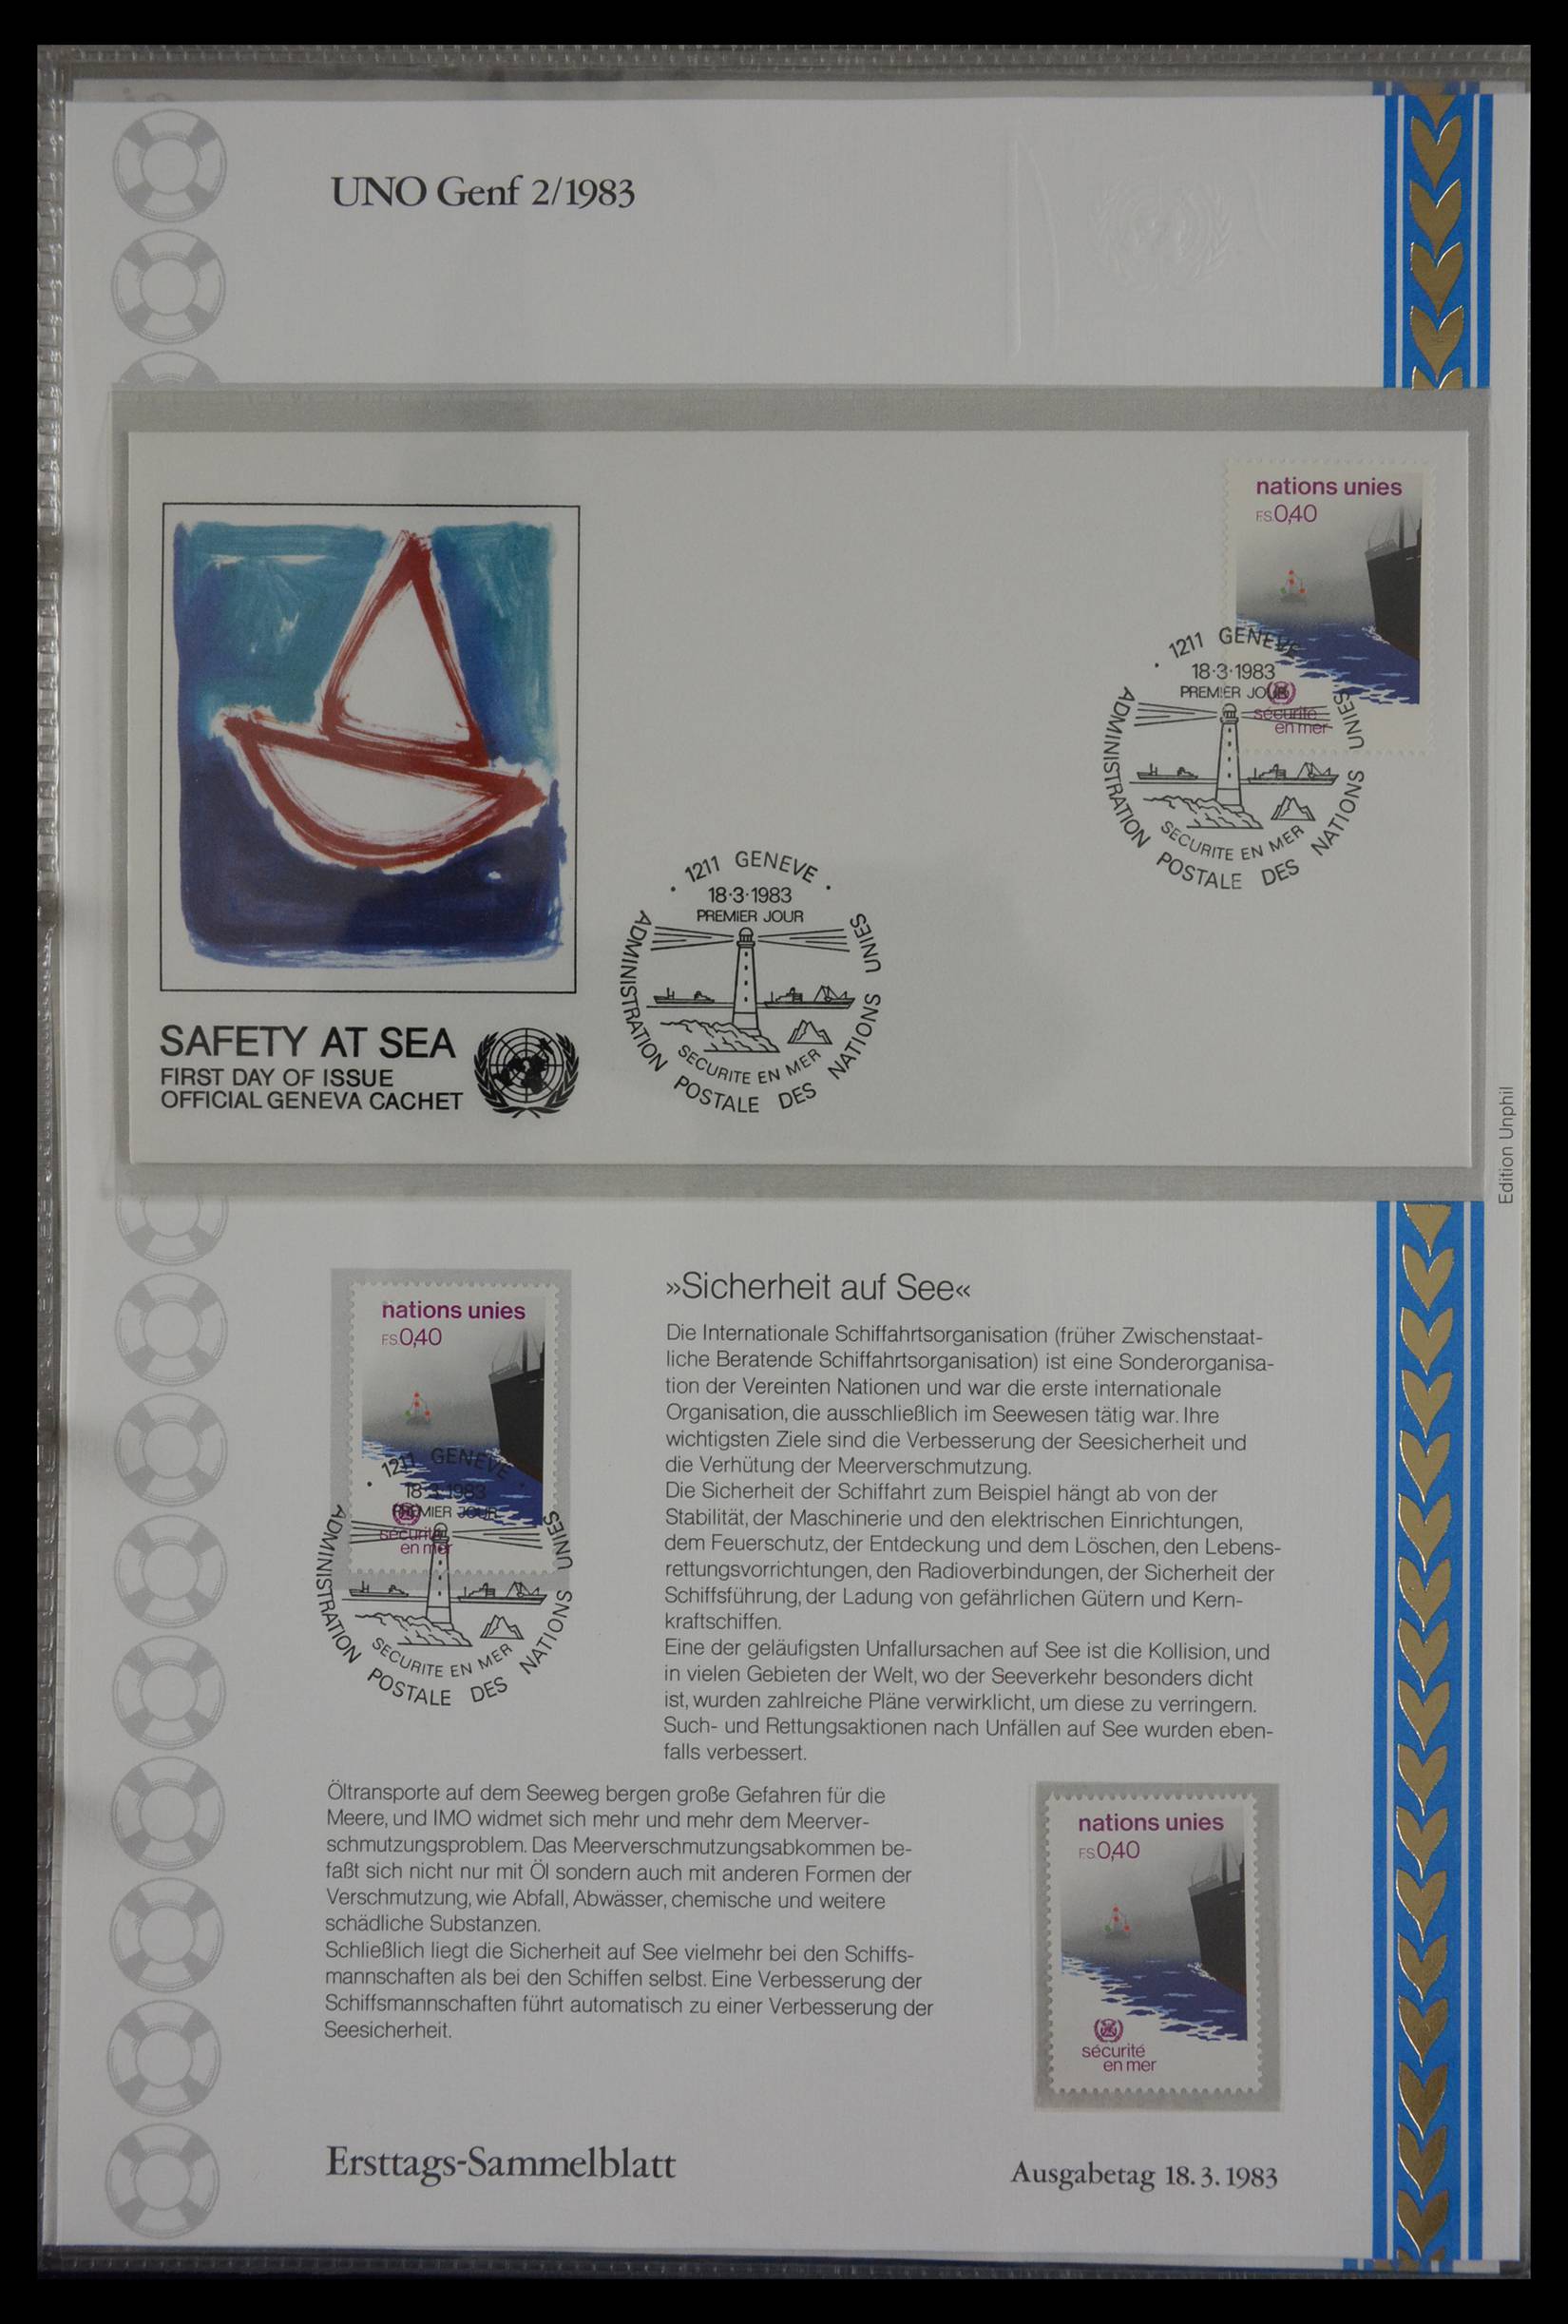 UNO Genf 2/1983
nations unies
F.S.0,40
sécurité
en mer
· 1211 GENEVE
18·3·1983
PREMIER JOUR
SECURITE EN MER
ADMINISTRATION POSTALE DES NATIONS UNIES
· 1211 GENEVE ·
18·3·1983
PREMIER JOUR
SECURITE EN MER
ADMINISTRATION POSTALE DES NATIONS UNIES
SAFETY AT SEA
FIRST DAY OF ISSUE
OFFICIAL GENEVA CACHET
Edition Unphil
nations unies
F.S.0,40
· 1211 GENEVE ·
18·3·1983
PREMIER JOUR
sécurité
en mer
SECURITE EN MER
ADMINISTRATION POSTALE DES NATIONS UNIES
»Sicherheit auf See«
Die Internationale Schiffahrtsorganisation (früher Zwischenstaat-
liche Beratende Schiffahrtsorganisation) ist eine Sonderorganisa-
tion der Vereinten Nationen und war die erste internationale
Organisation, die ausschließlich im Seewesen tätig war. Ihre
wichtigsten Ziele sind die Verbesserung der Seesicherheit und
die Verhütung der Meerverschmutzung.
Die Sicherheit der Schiffahrt zum Beispiel hängt ab von der
Stabilität, der Maschinerie und den elektrischen Einrichtungen,
dem Feuerschutz, der Entdeckung und dem Löschen, den Lebens-
rettungsvorrichtungen, den Radioverbindungen, der Sicherheit der
Schiffsführung, der Ladung von gefährlichen Gütern und Kern-
kraftschiffen.
Eine der geläufigsten Unfallursachen auf See ist die Kollision, und
in vielen Gebieten der Welt, wo der Seeverkehr besonders dicht
ist, wurden zahlreiche Pläne verwirklicht, um diese zu verringern.
Such- und Rettungsaktionen nach Unfällen auf See wurden eben-
falls verbessert.
Öltransporte auf dem Seeweg bergen große Gefahren für die
Meere, und IMO widmet sich mehr und mehr dem Meerver-
schmutzungsproblem. Das Meerverschmutzungsabkommen be-
faßt sich nicht nur mit Öl sondern auch mit anderen Formen der
Verschmutzung, wie Abfall, Abwässer, chemische und weitere
schädliche Substanzen.
Schließlich liegt die Sicherheit auf See vielmehr bei den Schiffs-
mannschaften als bei den Schiffen selbst. Eine Verbesserung der
Schiffsmannschaften führt automatisch zu einer Verbesserung der
Seesicherheit.
nations unies
F.S.0,40
sécurité
en mer
Ersttags-Sammelblatt
Ausgabetag 18. 3. 1983